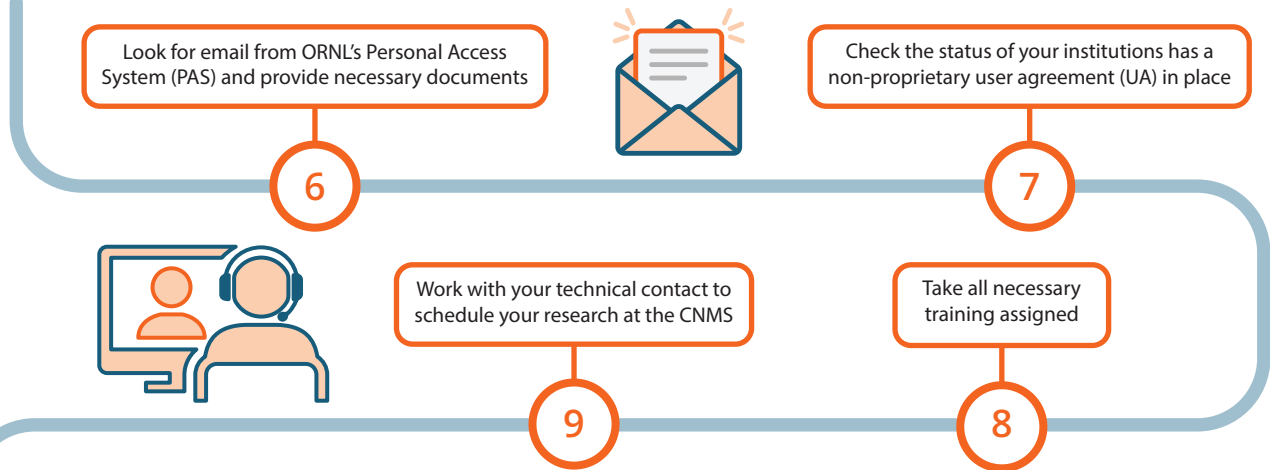 Look for email from ORNL's Personal Access
System (PAS) and provide necessary documents
6
Check the status of your institutions has a
non-proprietary user agreement (UA) in place
7
Take all necessary
training assigned
8
Work with your technical contact to
schedule your research at the CNMS
9